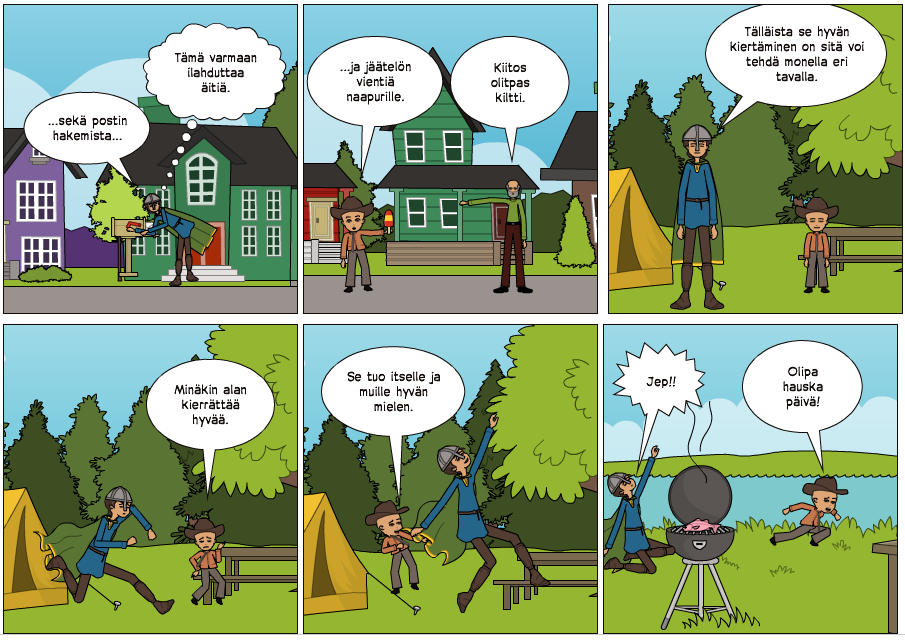 ...sekä postin
hakemista...
Tämä varmaan
ilahduttaa
äitiä.
...ja jäätelön
vientiä
naapurille.
Kiitos
olitpas
kiltti.
Tälläista se hyvän
kiertäminen on sitä voi
tehdä monella eri
tavalla.
Minäkin alan
kierrättää
hyvää.
Se tuo itselle ja
muille hyvän
mielen.
Jep!!
Olipa
hauska
päivä!